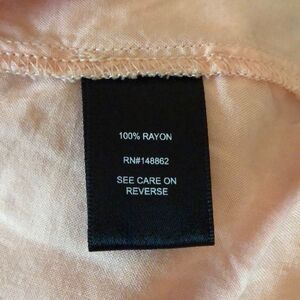 100% RAYON
RN#148862
SEE CARE ON
REVERSE